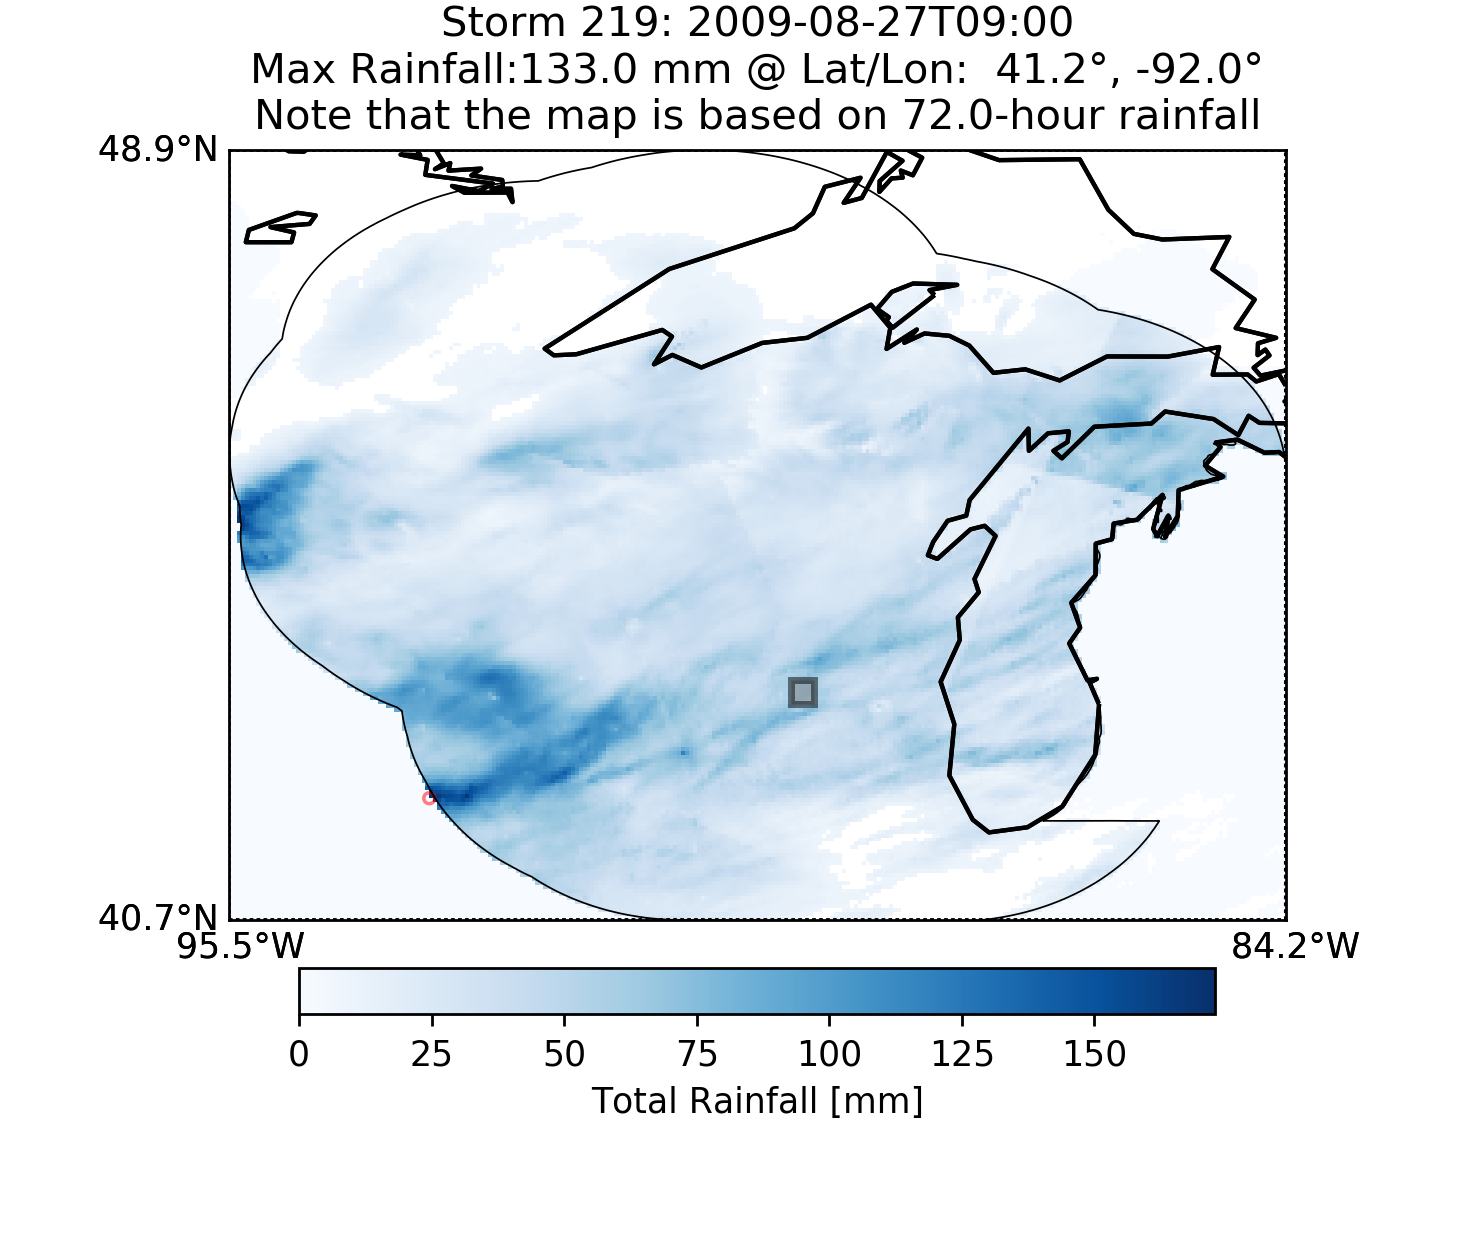 Storm 219: 2009-08-27T09:00
Max Rainfall:133.0 mm @ Lat/Lon:  41.2°, -92.0°
Note that the map is based on 72.0-hour rainfall
48.9°N
40.7°N
95.5°W 84.2°W
0 25 50 75 100 125 150
Total Rainfall [mm]